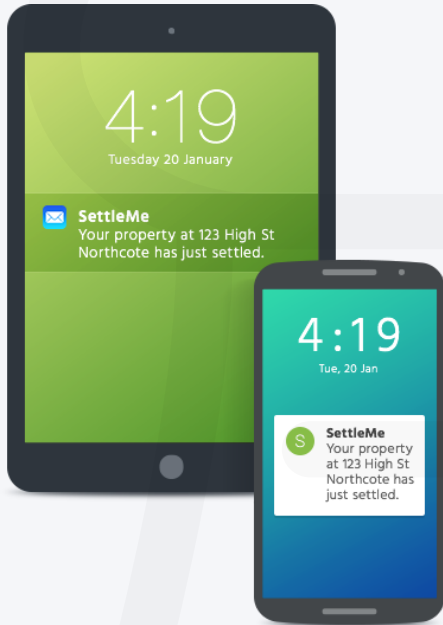 4:19
Tuesday 20 January
SettleMe
Your property at 123 High St
Northcote has just settled.
4:19
Tue, 20 Jan
S
SettleMe
Your property
at 123 High St
Northcote has
just settled.